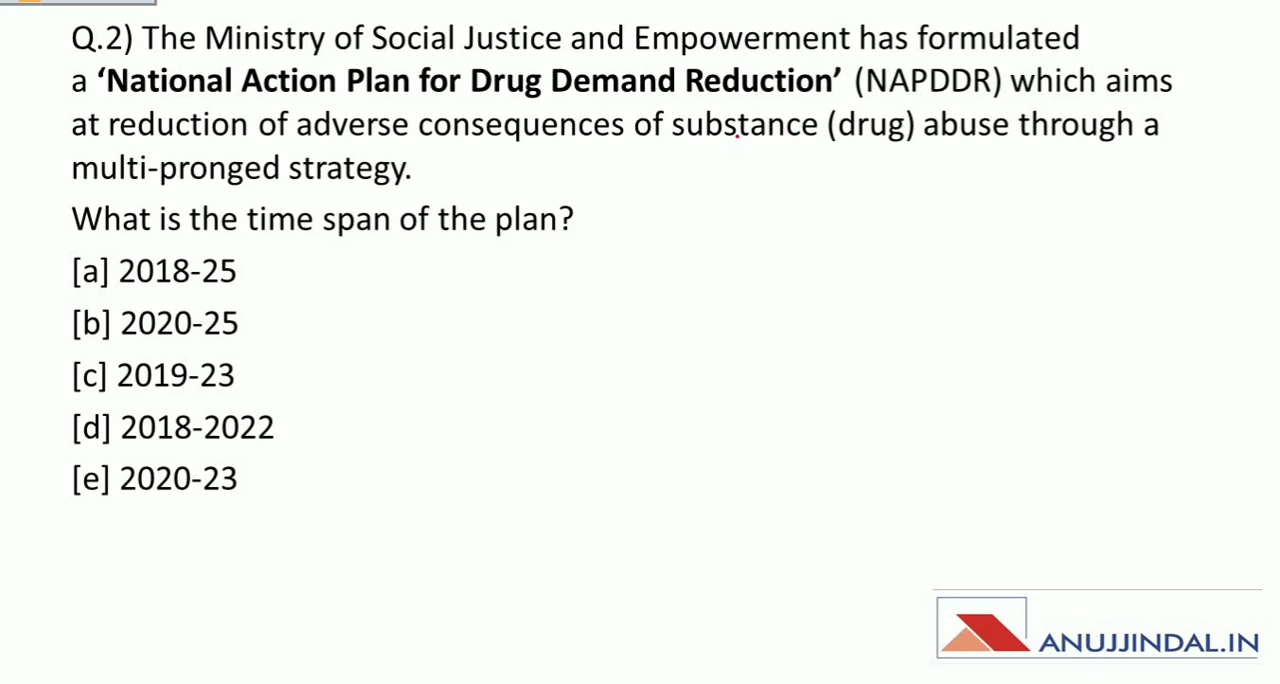 Q.2) The Ministry of Social Justice and Empowerment has formulated
a ‘National Action Plan for Drug Demand Reduction’ (NAPDDR) which aims
at reduction of adverse consequences of substance (drug) abuse through a
multi-pronged strategy.
What is the time span of the plan?
[a] 2018-25
[b] 2020-25
[c] 2019-23
[d] 2018-2022
[e] 2020-23
ANUJJINDAL.IN